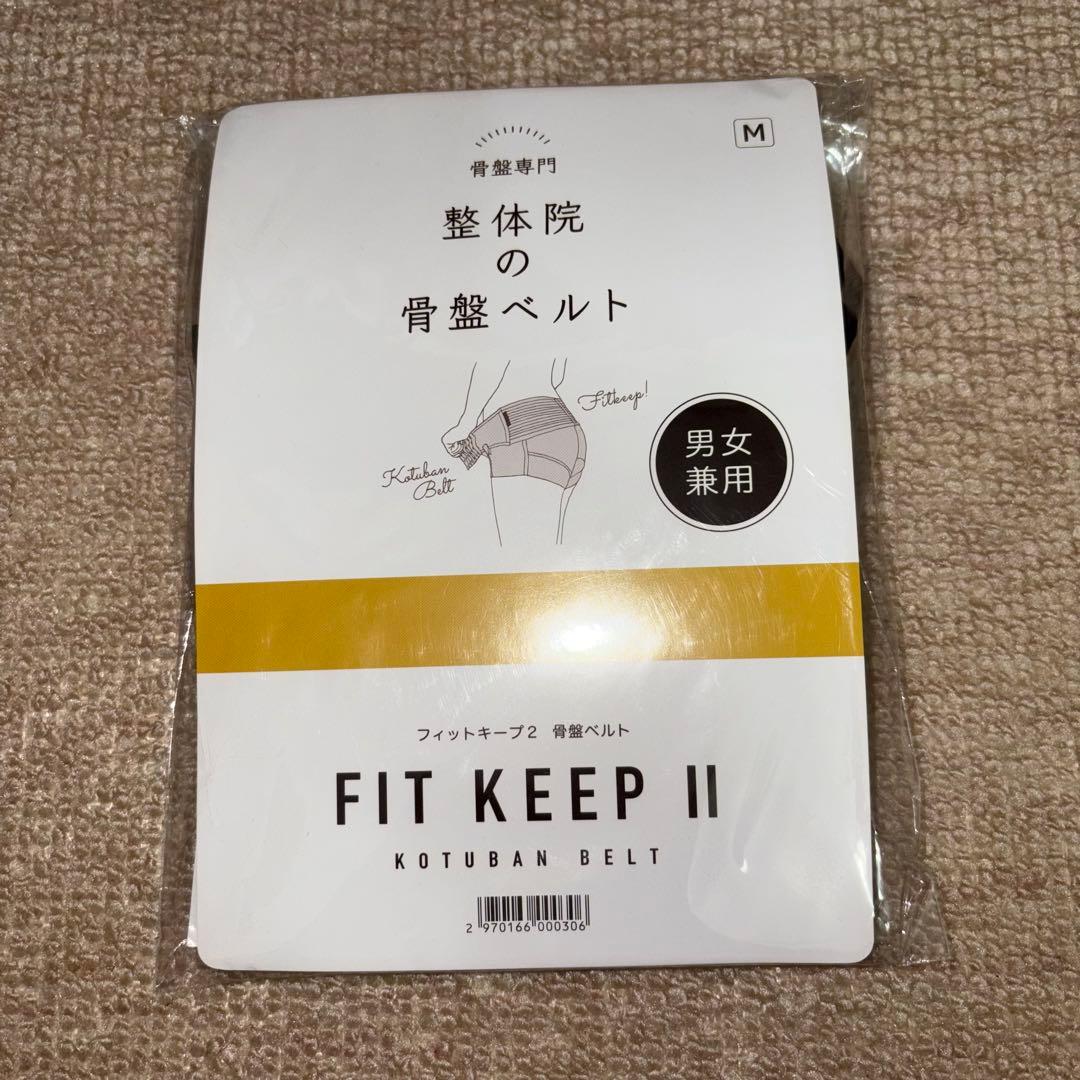 M
骨盤専門
整体院
の
骨盤ベルト
Fitkeep!
Kotuban
Belt
男女
兼用
フィットキープ2 骨盤ベルト
FIT KEEP II
KOTUBAN BELT
2 970166 000306